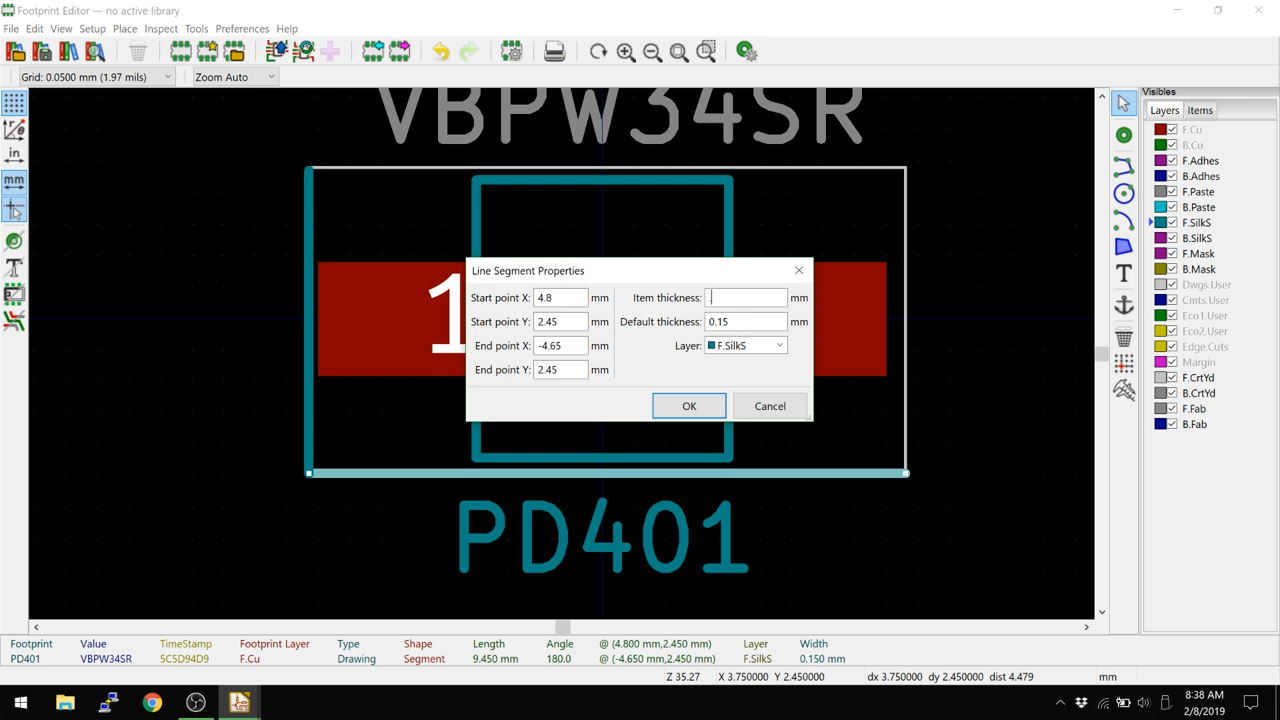 Footprint Editor — no active library
File Edit View Setup Place Inspect Tools Preferences Help
Grid: 0.0500 mm (1.97 mils) Zoom Auto
VBPW34SR
1
PD401
Line Segment Properties
Start point X: 4.8 mm Item thickness: . mm
Start point Y: 2.45 mm Default thickness: 0.15 mm
End point X: -4.65 mm Layer: F.SilkS
End point Y: 2.45 mm
OK Cancel
in
mm
Visibles
Layers Items
F.Cu
B.Cu
F.Adhes
B.Adhes
F.Paste
B.Paste
F.SilkS
B.SilkS
F.Mask
B.Mask
Dwgs.User
Cmts.User
Eco1.User
Eco2.User
Edge.Cuts
Margin
F.CrtYd
B.CrtYd
F.Fab
B.Fab
Footprint Value TimeStamp Footprint Layer Type Shape Length Angle @ (4.800 mm,2.450 mm) Layer Width
PD401 VBPW34SR 5C5D94D9 F.Cu Drawing Segment 9.450 mm 180.0 @ (-4.650 mm,2.450 mm) F.SilkS 0.150 mm
Z 35.27 X 3.750000 Y 2.450000 dx 3.750000 dy 2.450000 dist 4.479 mm
8:38 AM
2/8/2019